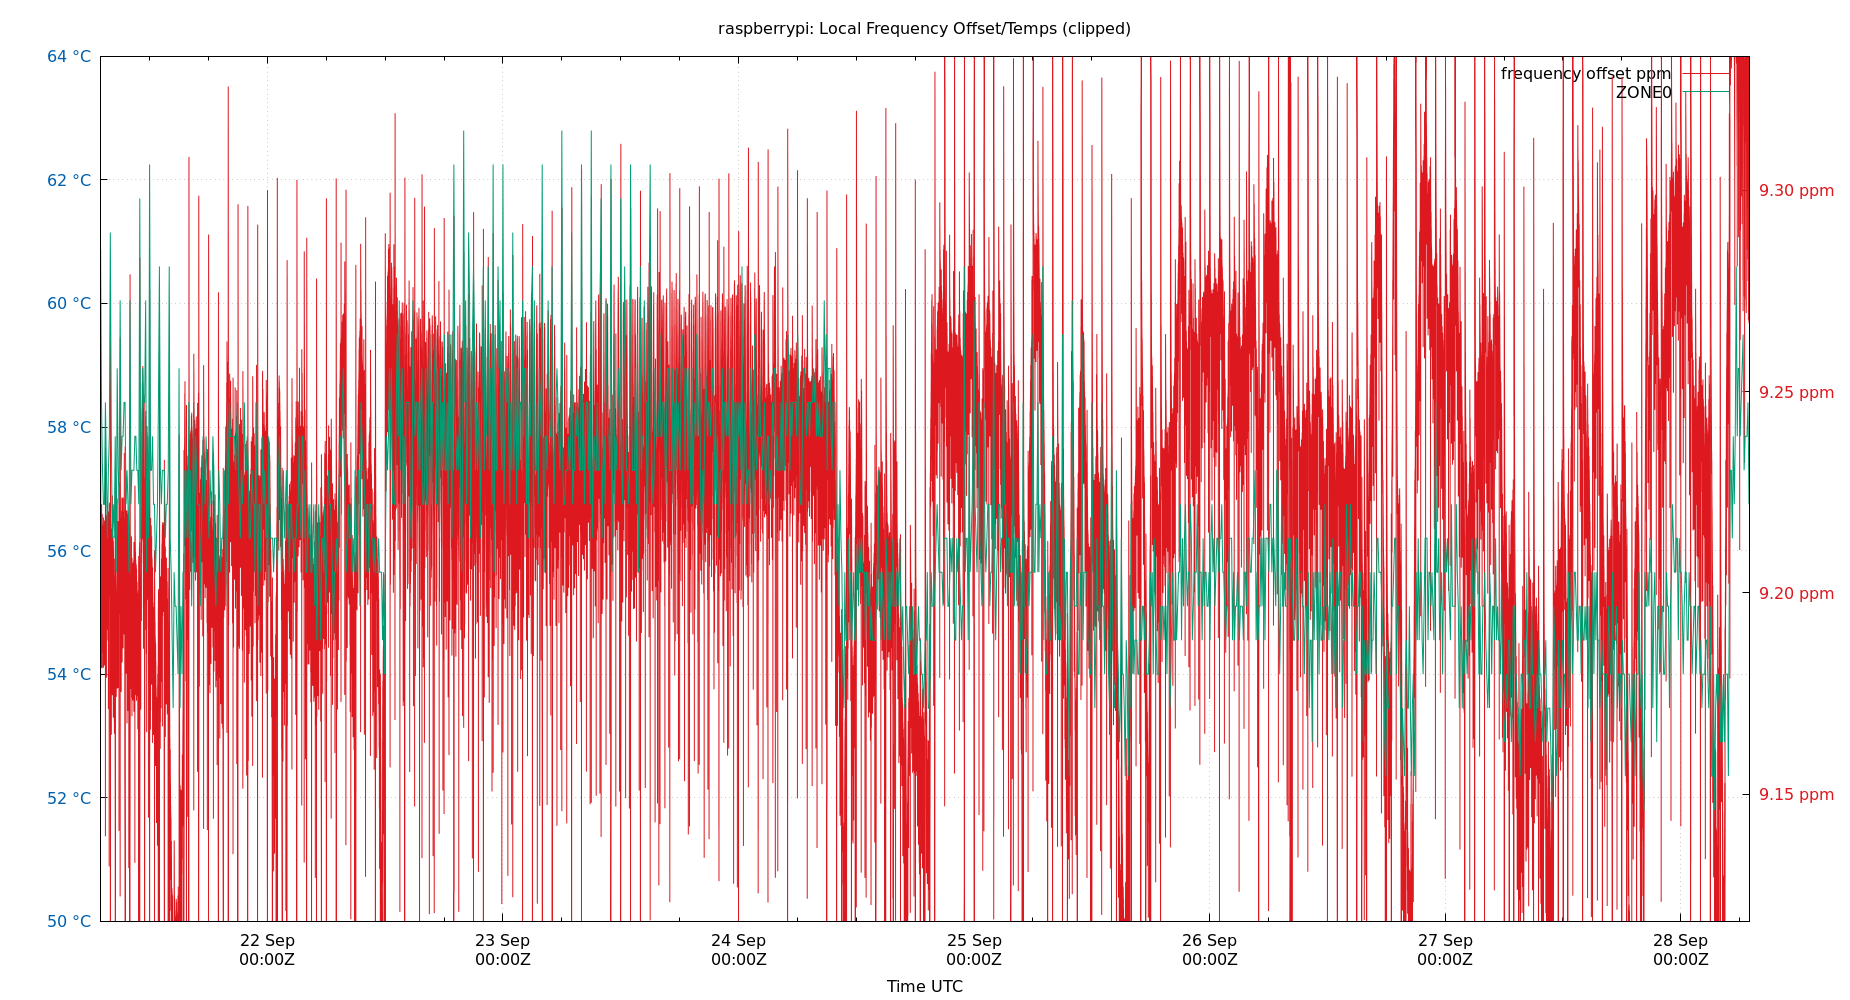 raspberrypi: Local Frequency Offset/Temps (clipped)
64 °C
62 °C
60 °C
58 °C
56 °C
54 °C
52 °C
50 °C
frequency offset ppm
ZONE0
9.30 ppm
9.25 ppm
9.20 ppm
9.15 ppm
22 Sep 23 Sep 24 Sep 25 Sep 26 Sep 27 Sep 28 Sep
00:00Z 00:00Z 00:00Z 00:00Z 00:00Z 00:00Z 00:00Z
Time UTC